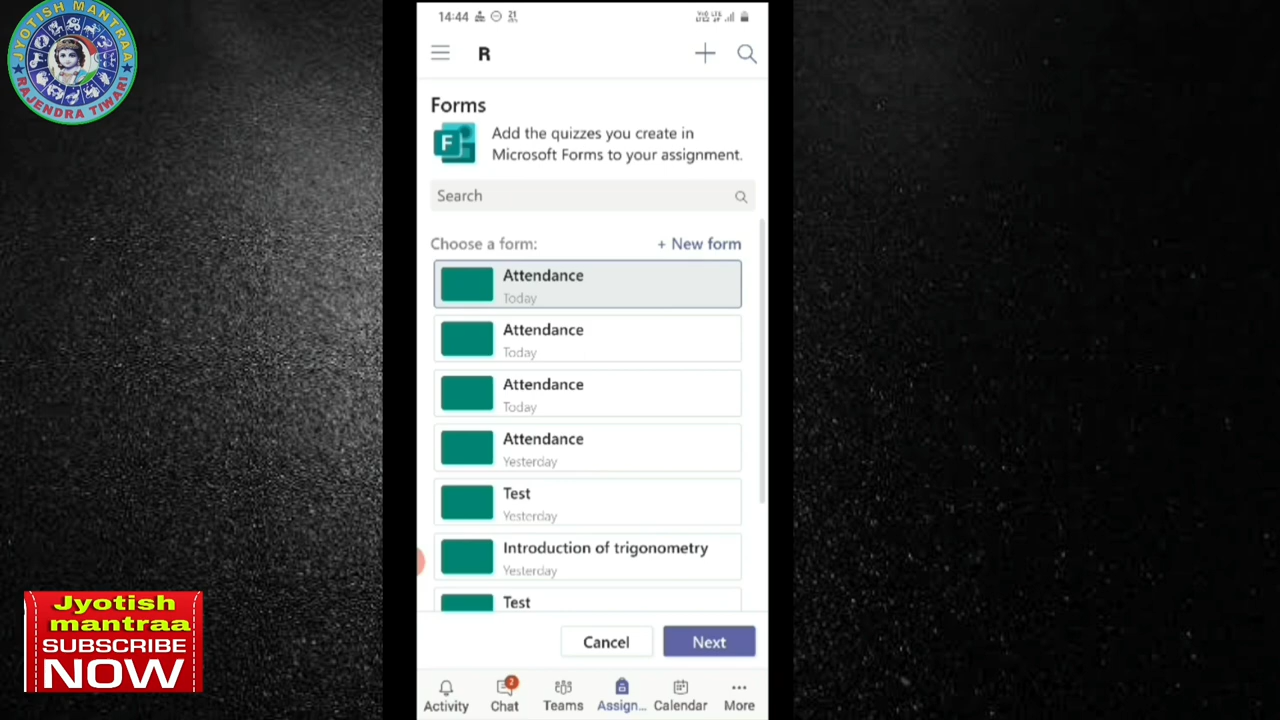 JYOTISH MANTRAA
RAJENDRA TIWARI
14:44
21
R
Forms
F
Add the quizzes you create in
Microsoft Forms to your assignment.
Search
Choose a form:
+ New form
Attendance
Today
Attendance
Today
Attendance
Today
Attendance
Yesterday
Test
Yesterday
Introduction of trigonometry
Yesterday
Test
Cancel
Next
2
Activity
Chat
Teams
Assign...
Calendar
More
Jyotish
mantraa
SUBSCRIBE
NOW